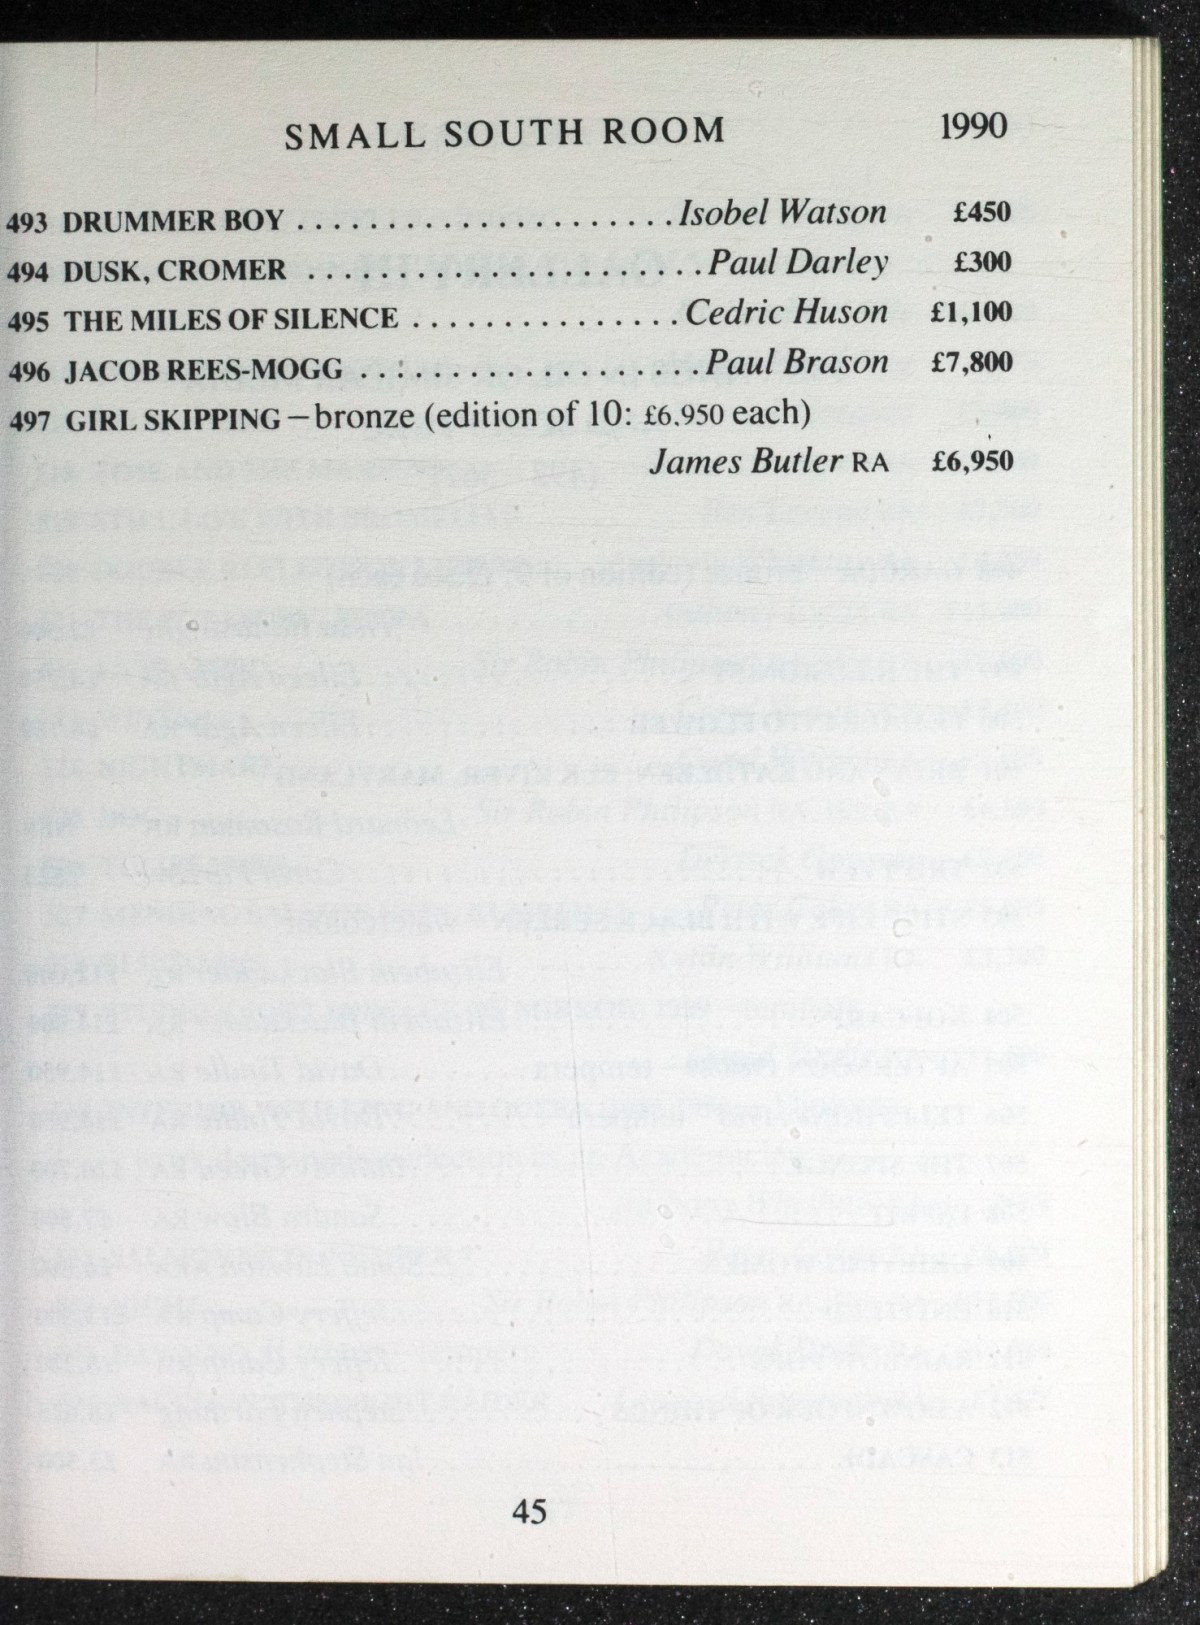 SMALL SOUTH ROOM 1990
493 DRUMMER BOY . . . . . . . . . . . . . . . . . . . . . Isobel Watson £450
494 DUSK, CROMER . . . . . . . . . . . . . . . . . . . . . . Paul Darley £300
495 THE MILES OF SILENCE . . . . . . . . . . . . . . . Cedric Huson £1,100
496 JACOB REES-MOGG . . . . . . . . . . . . . . . . . . . Paul Brason £7,800
497 GIRL SKIPPING – bronze (edition of 10: £6.950 each)
James Butler RA £6,950
45